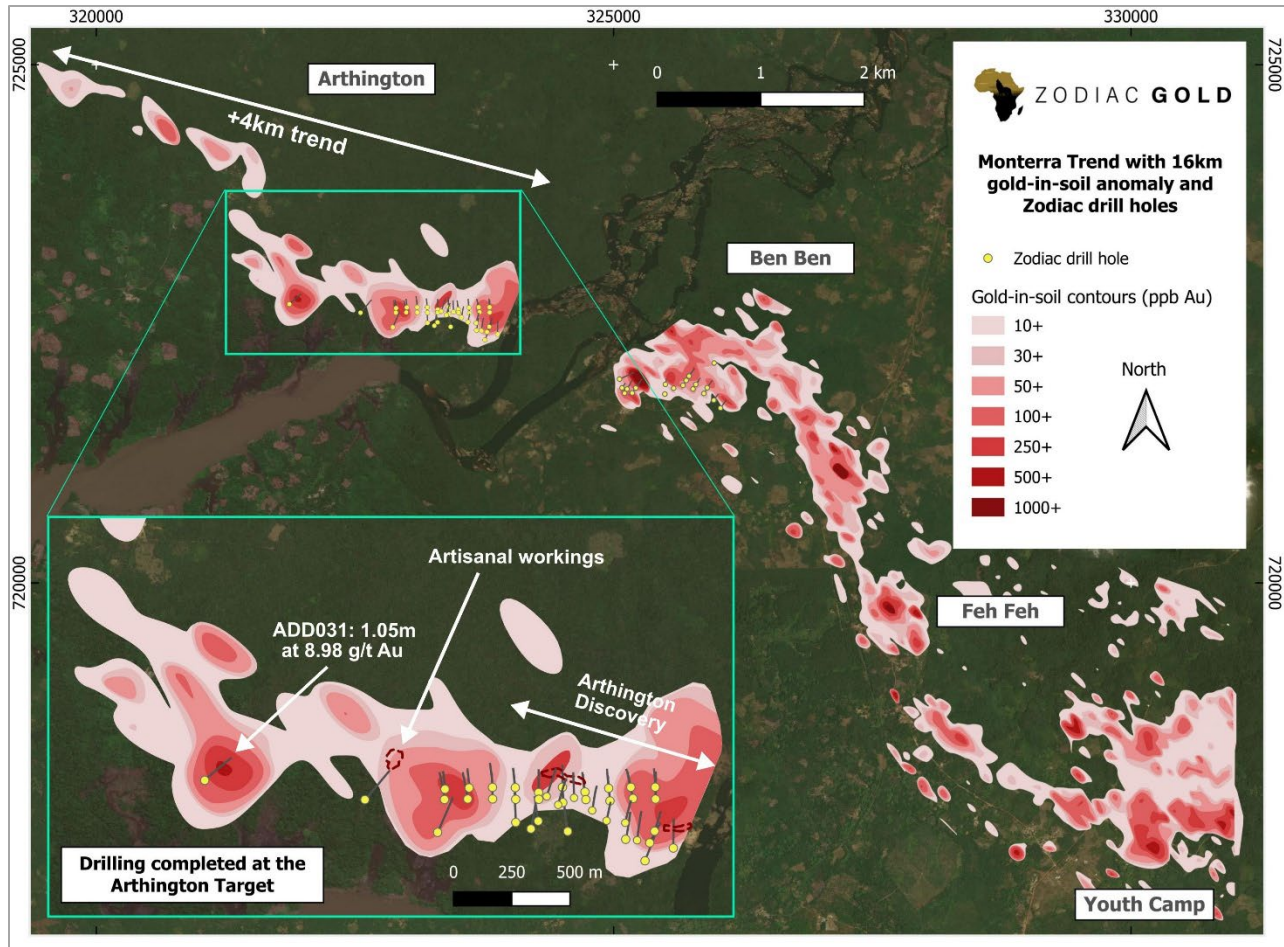 320000
325000
330000
725000
725000
Arthington
+4km trend
0 1 2 km
ZODIAC GOLD
Monterra Trend with 16km
gold-in-soil anomaly and
Zodiac drill holes
Zodiac drill hole
Gold-in-soil contours (ppb Au)
10+
30+
50+
100+
250+
500+
1000+
North
Ben Ben
720000
720000
Feh Feh
Youth Camp
Artisanal workings
ADD031: 1.05m
at 8.98 g/t Au
Arthington
Discovery
Drilling completed at the
Arthington Target
0 250 500 m